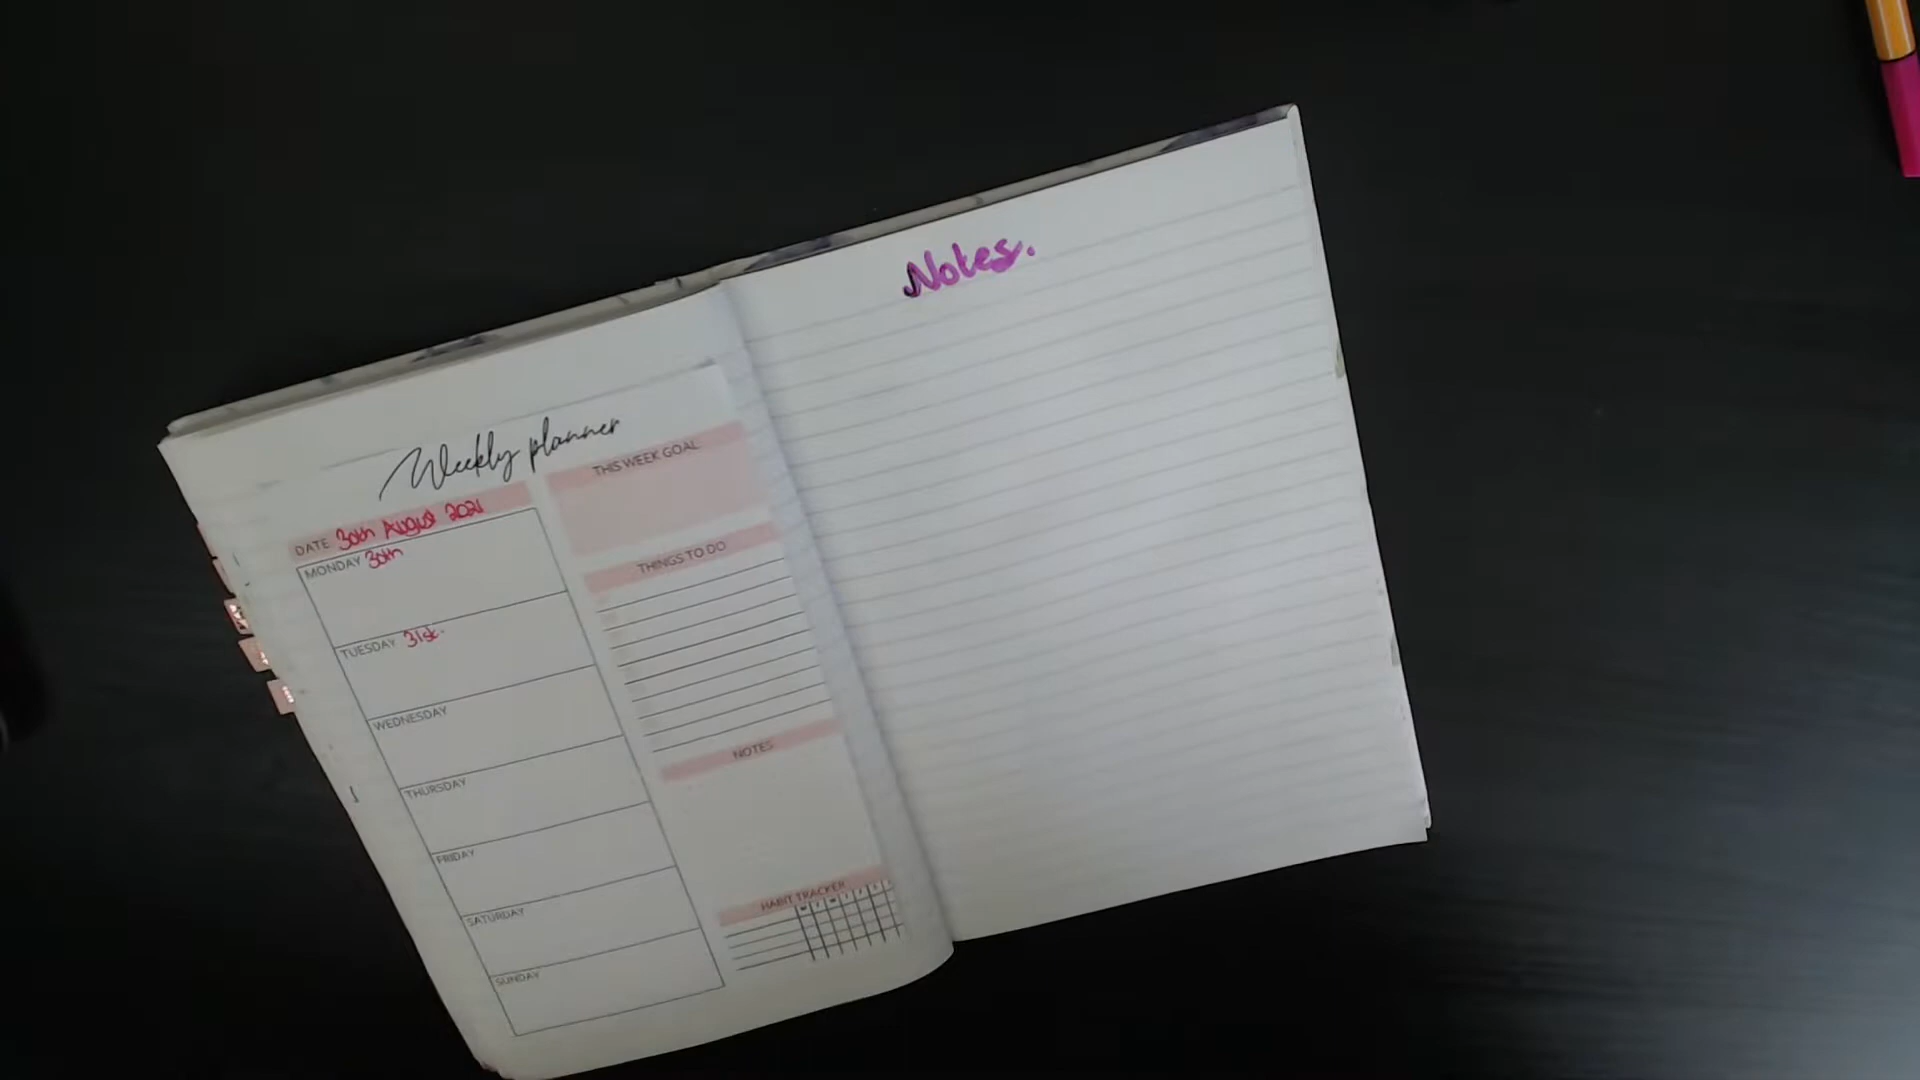 Weekly planner
DATE 30th August 2021
MONDAY 30th
TUESDAY 31st.
WEDNESDAY
THURSDAY
FRIDAY
SATURDAY
SUNDAY
THIS WEEK GOAL
THINGS TO DO
NOTES
HABIT TRACKER
M T W T F S S
Notes.